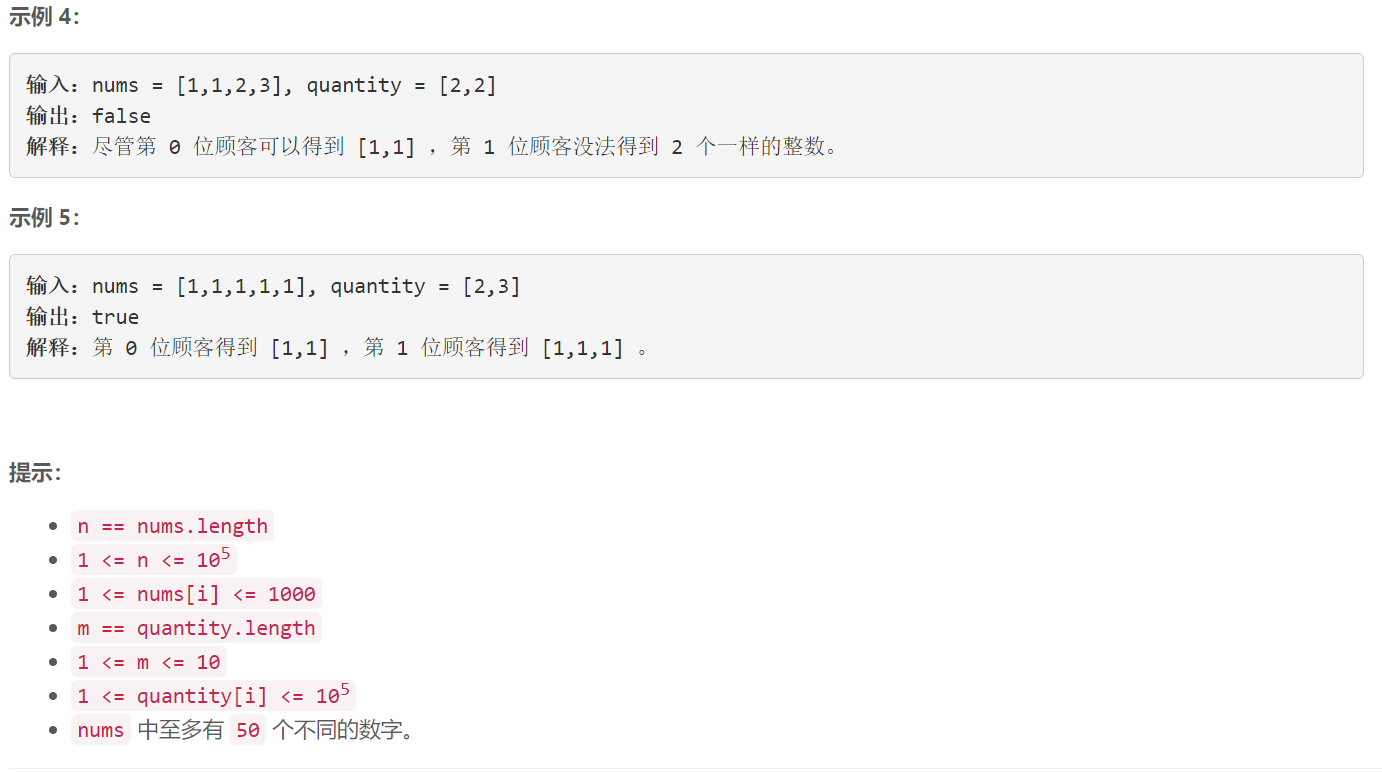 示例 4：
输入：nums = [1,1,2,3], quantity = [2,2]
输出：false
解释：尽管第 0 位顾客可以得到 [1,1] ，第 1 位顾客没法得到 2 个一样的整数。
示例 5：
输入：nums = [1,1,1,1,1], quantity = [2,3]
输出：true
解释：第 0 位顾客得到 [1,1] ，第 1 位顾客得到 [1,1,1] 。
提示：
n == nums.length
1 <= n <= 10⁵
1 <= nums[i] <= 1000
m == quantity.length
1 <= m <= 10
1 <= quantity[i] <= 10⁵
nums 中至多有 50 个不同的数字。